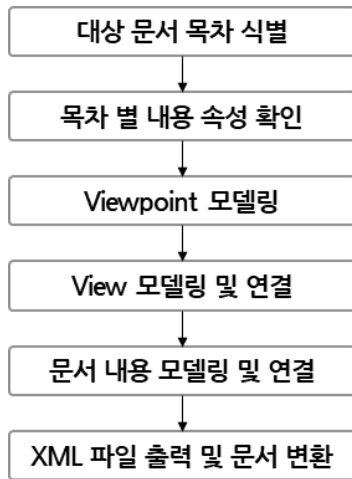 대상 문서 목차 식별
목차 별 내용 속성 확인
Viewpoint 모델링
View 모델링 및 연결
문서 내용 모델링 및 연결
XML 파일 출력 및 문서 변환